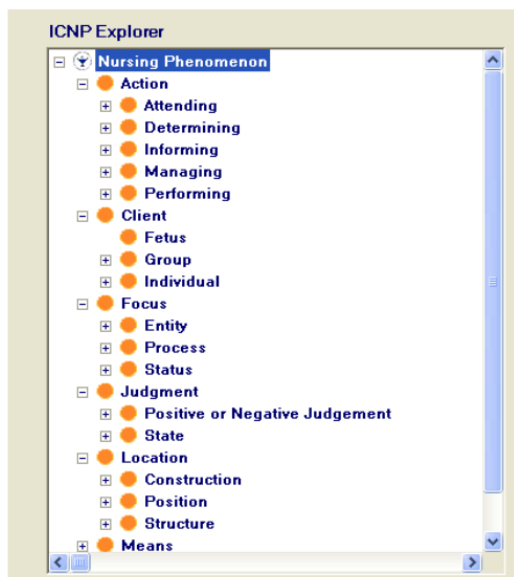 ICNP Explorer
Nursing Phenomenon
Action
Attending
Determining
Informing
Managing
Performing
Client
Fetus
Group
Individual
Focus
Entity
Process
Status
Judgment
Positive or Negative Judgement
State
Location
Construction
Position
Structure
Means